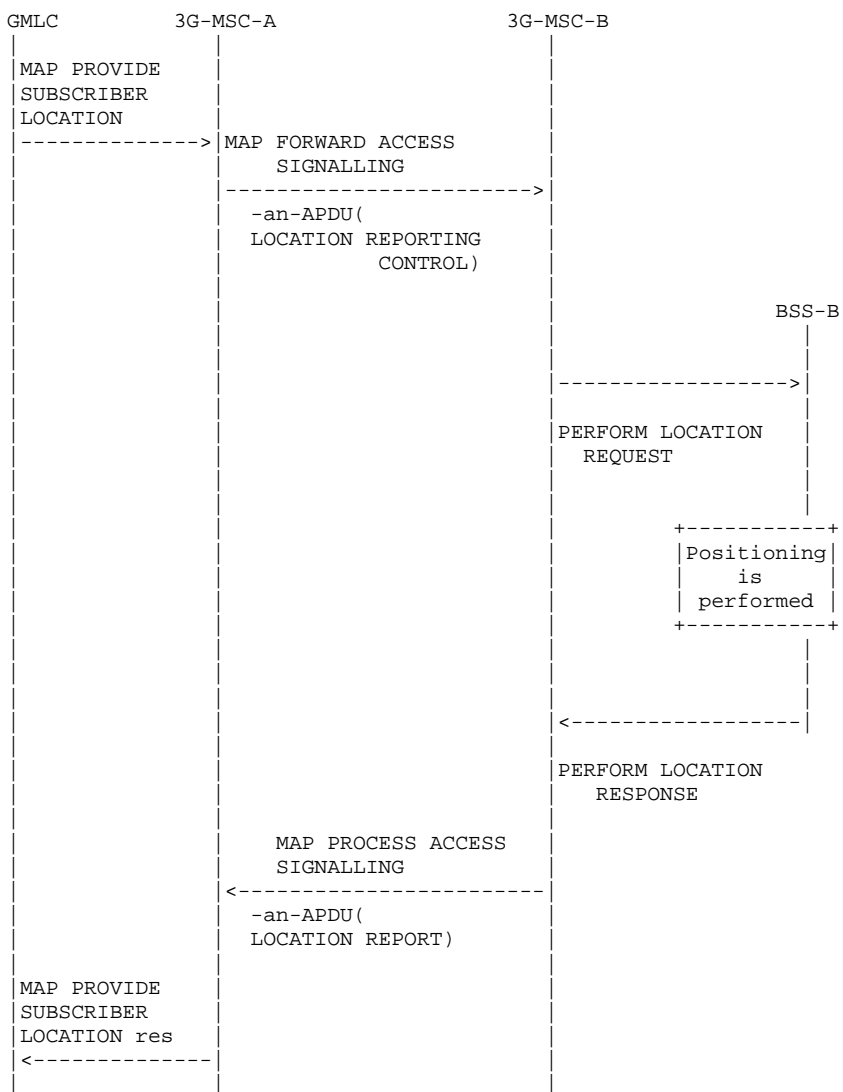 GMLC 3G-MSC-A 3G-MSC-B
MAP PROVIDE
SUBSCRIBER
LOCATION
MAP FORWARD ACCESS
SIGNALLING
-an-APDU(
LOCATION REPORTING
CONTROL)
BSS-B
PERFORM LOCATION
REQUEST
Positioning
is
performed
PERFORM LOCATION
RESPONSE
MAP PROCESS ACCESS
SIGNALLING
-an-APDU(
LOCATION REPORT)
MAP PROVIDE
SUBSCRIBER
LOCATION res